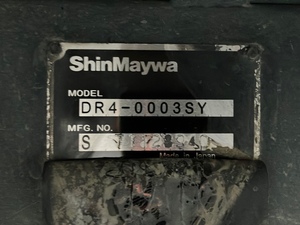 ShinMaywa
MODEL
DR4-0003SY
MFG. NO.
S
Made in Japan